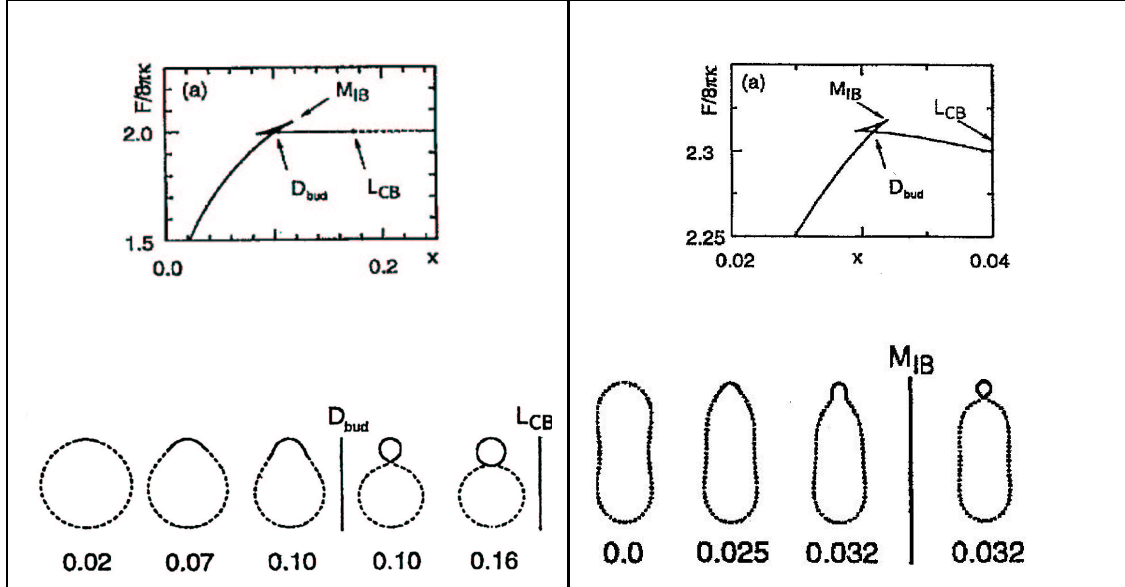 F/8πκ
(a)
M_IB
2.0
D_bud
L_CB
1.5
0.0
0.2
x
D_bud
L_CB
0.02
0.07
0.10
0.10
0.16
F/8πκ
(a)
M_IB
L_CB
2.3
D_bud
2.25
0.02
x
0.04
M_IB
0.0
0.025
0.032
0.032